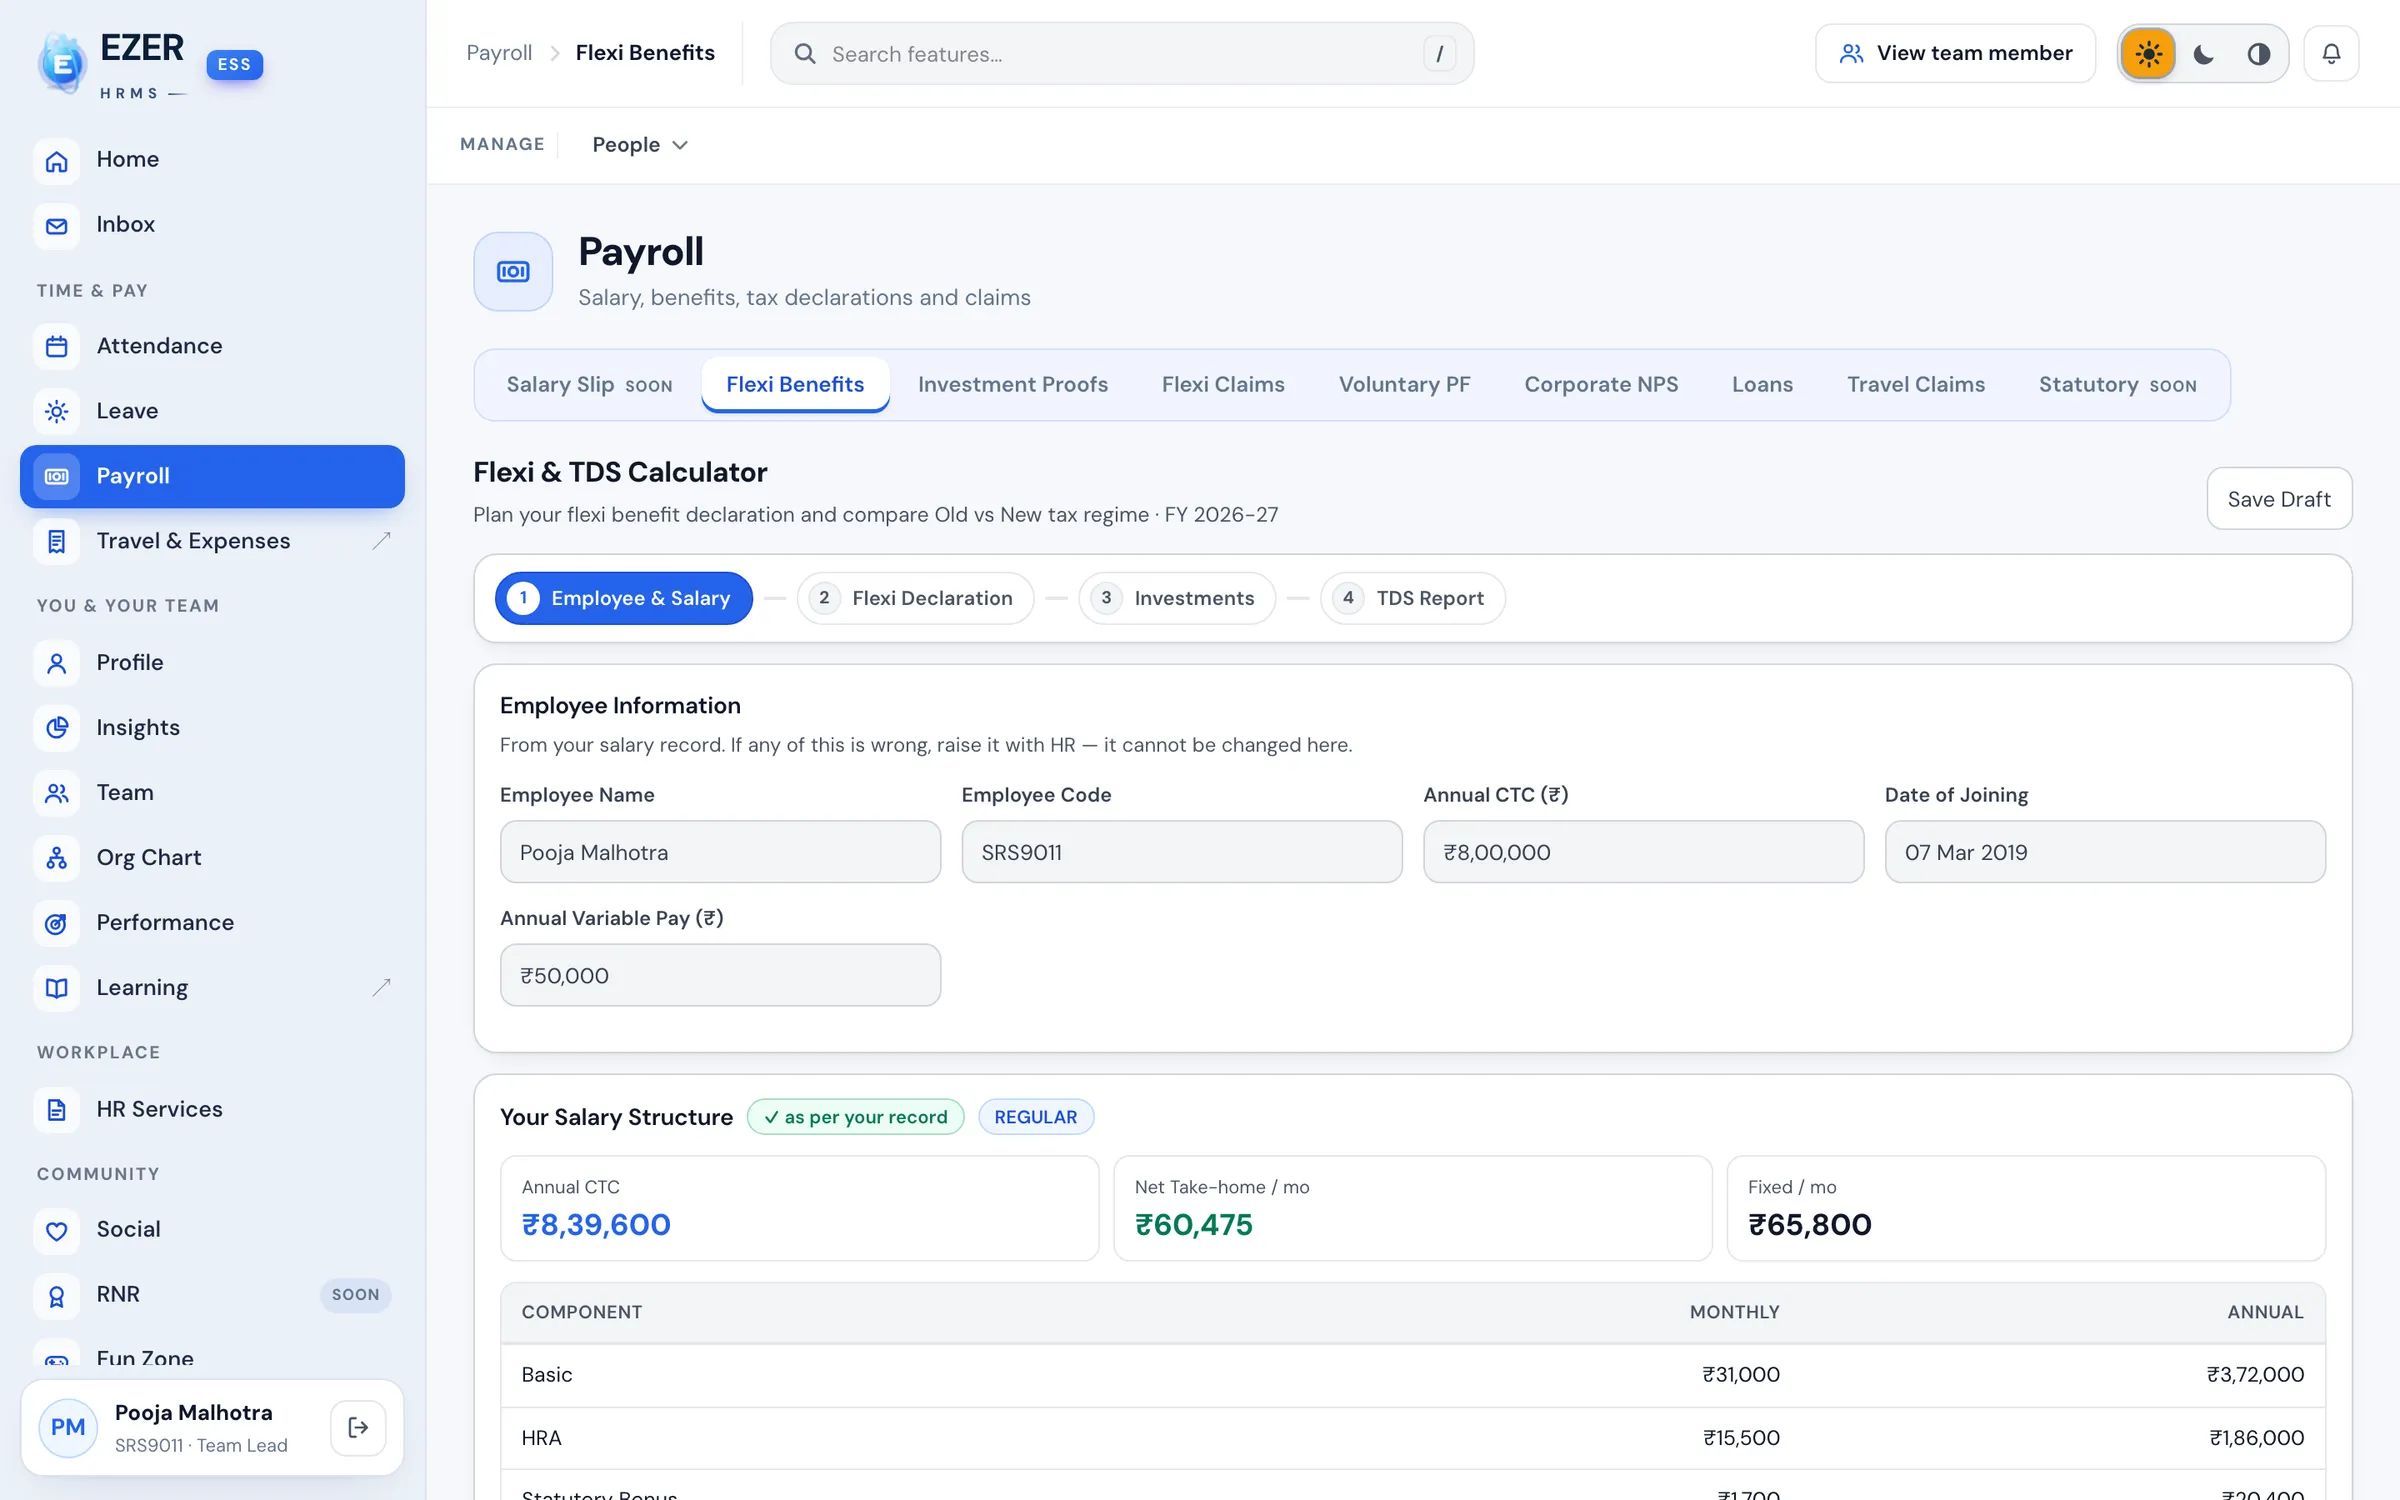 EZER
HRMS
ESS
Home
Inbox
TIME & PAY
Attendance
Leave
Payroll
Travel & Expenses
YOU & YOUR TEAM
Profile
Insights
Team
Org Chart
Performance
Learning
WORKPLACE
HR Services
COMMUNITY
Social
RNR SOON
Fun Zone
PM
Pooja Malhotra
SRS9011 · Team Lead
Payroll > Flexi Benefits
Search features... /
View team member
MANAGE People
Payroll
Salary, benefits, tax declarations and claims
Salary Slip SOON Flexi Benefits Investment Proofs Flexi Claims Voluntary PF Corporate NPS Loans Travel Claims Statutory SOON
Flexi & TDS Calculator
Plan your flexi benefit declaration and compare Old vs New tax regime · FY 2026-27
Save Draft
1 Employee & Salary 2 Flexi Declaration 3 Investments 4 TDS Report
Employee Information
From your salary record. If any of this is wrong, raise it with HR — it cannot be changed here.
Employee Name Employee Code Annual CTC (₹) Date of Joining
Pooja Malhotra SRS9011 ₹8,00,000 07 Mar 2019
Annual Variable Pay (₹)
₹50,000
Your Salary Structure ✓ as per your record REGULAR
Annual CTC Net Take-home / mo Fixed / mo
₹8,39,600 ₹60,475 ₹65,800
COMPONENT MONTHLY ANNUAL
Basic ₹31,000 ₹3,72,000
HRA ₹15,500 ₹1,86,000
Statutory Bonus ₹1,700 ₹20,400